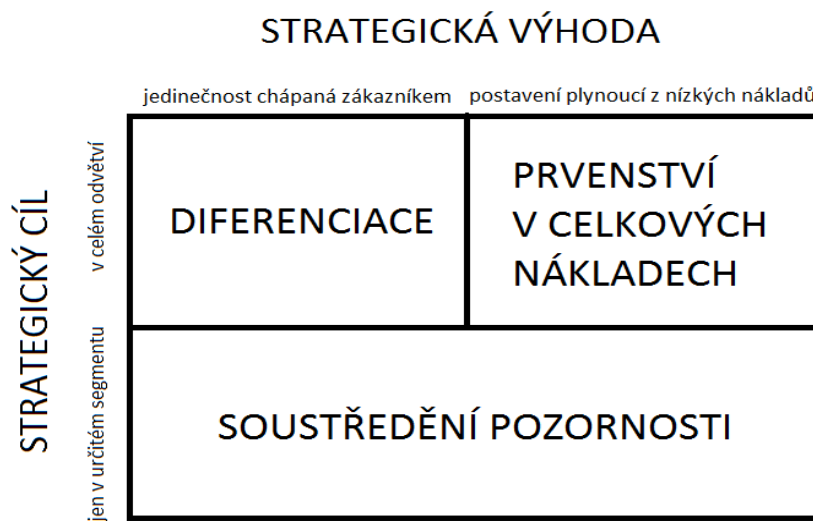 STRATEGICKÁ VÝHODA
jedinečnost chápaná zákazníkem
postavení plynoucí z nízkých nákladů
STRATEGICKÝ CÍL
v celém odvětví
DIFERENCIACE
PRVENSTVÍ
V CELKOVÝCH
NÁKLADECH
jen v určitém segmentu
SOUSTŘEDĚNÍ POZORNOSTI